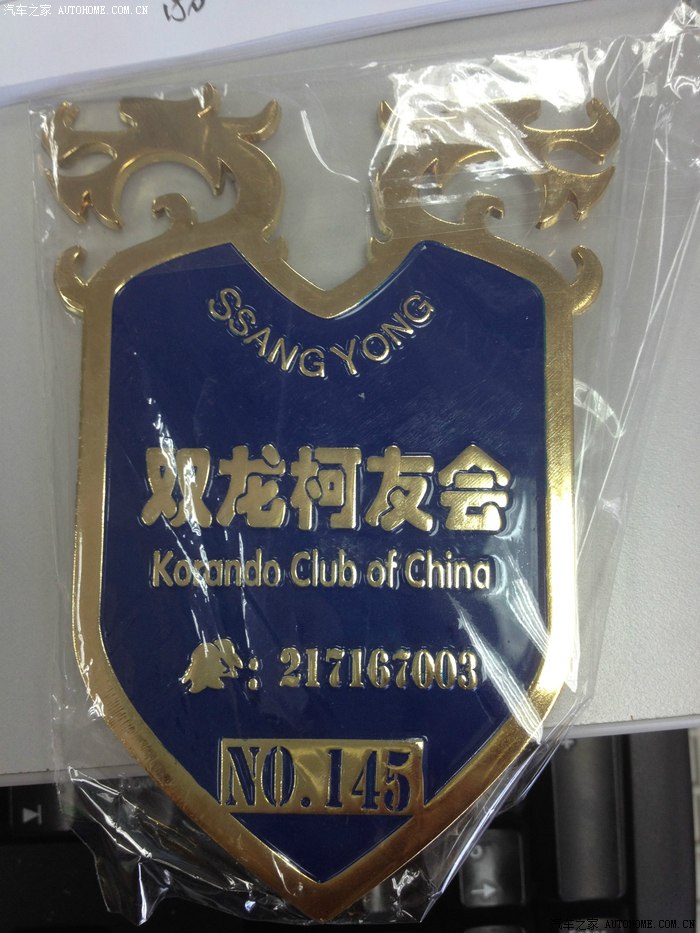 汽车之家 AUTOHOME.COM.CN
SSANG YONG
双龙柯友会
Korando Club of China
: 217167003
NO.145
汽车之家 AUTOHOME.COM.CN